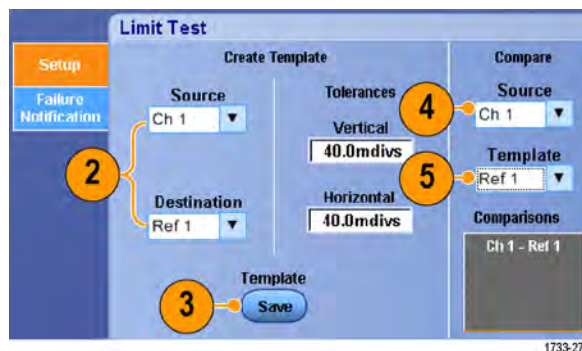 Limit Test
Setup
Failure
Notification
Create Template
Source
Ch 1
2
Destination
Ref 1
Tolerances
Vertical
40.0mdivs
Horizontal
40.0mdivs
Template
3
Save
Compare
Source
4
Ch 1
Template
5
Ref 1
Comparisons
Ch 1 - Ref 1
1733-27